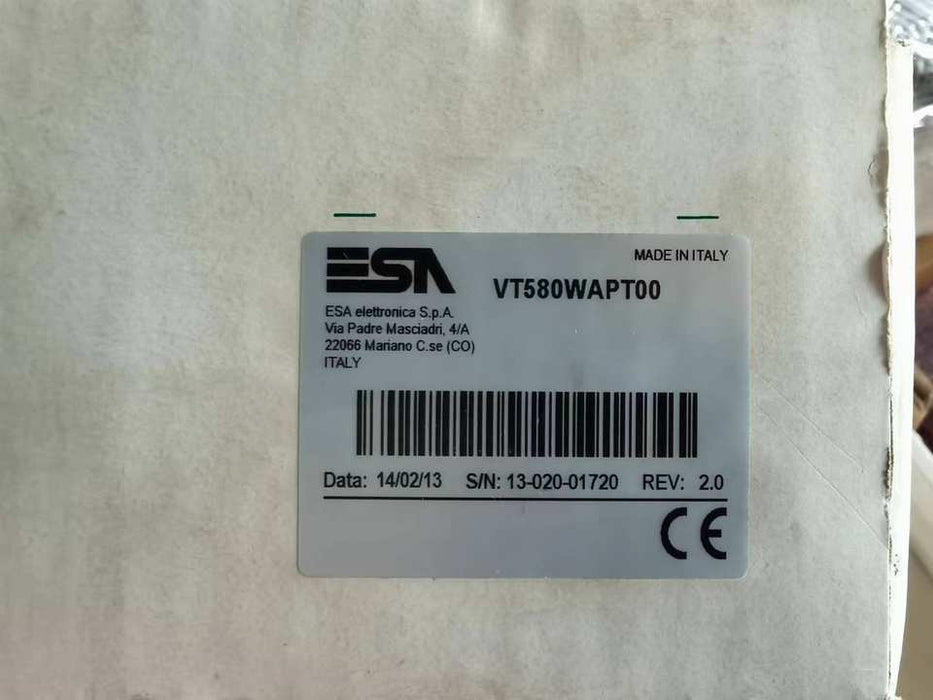 ESA
MADE IN ITALY
VT580WAPT00
ESA elettronica S.p.A.
Via Padre Masciadri, 4/A
22066 Mariano C.se (CO)
ITALY
Data: 14/02/13 S/N: 13-020-01720 REV: 2.0
CE